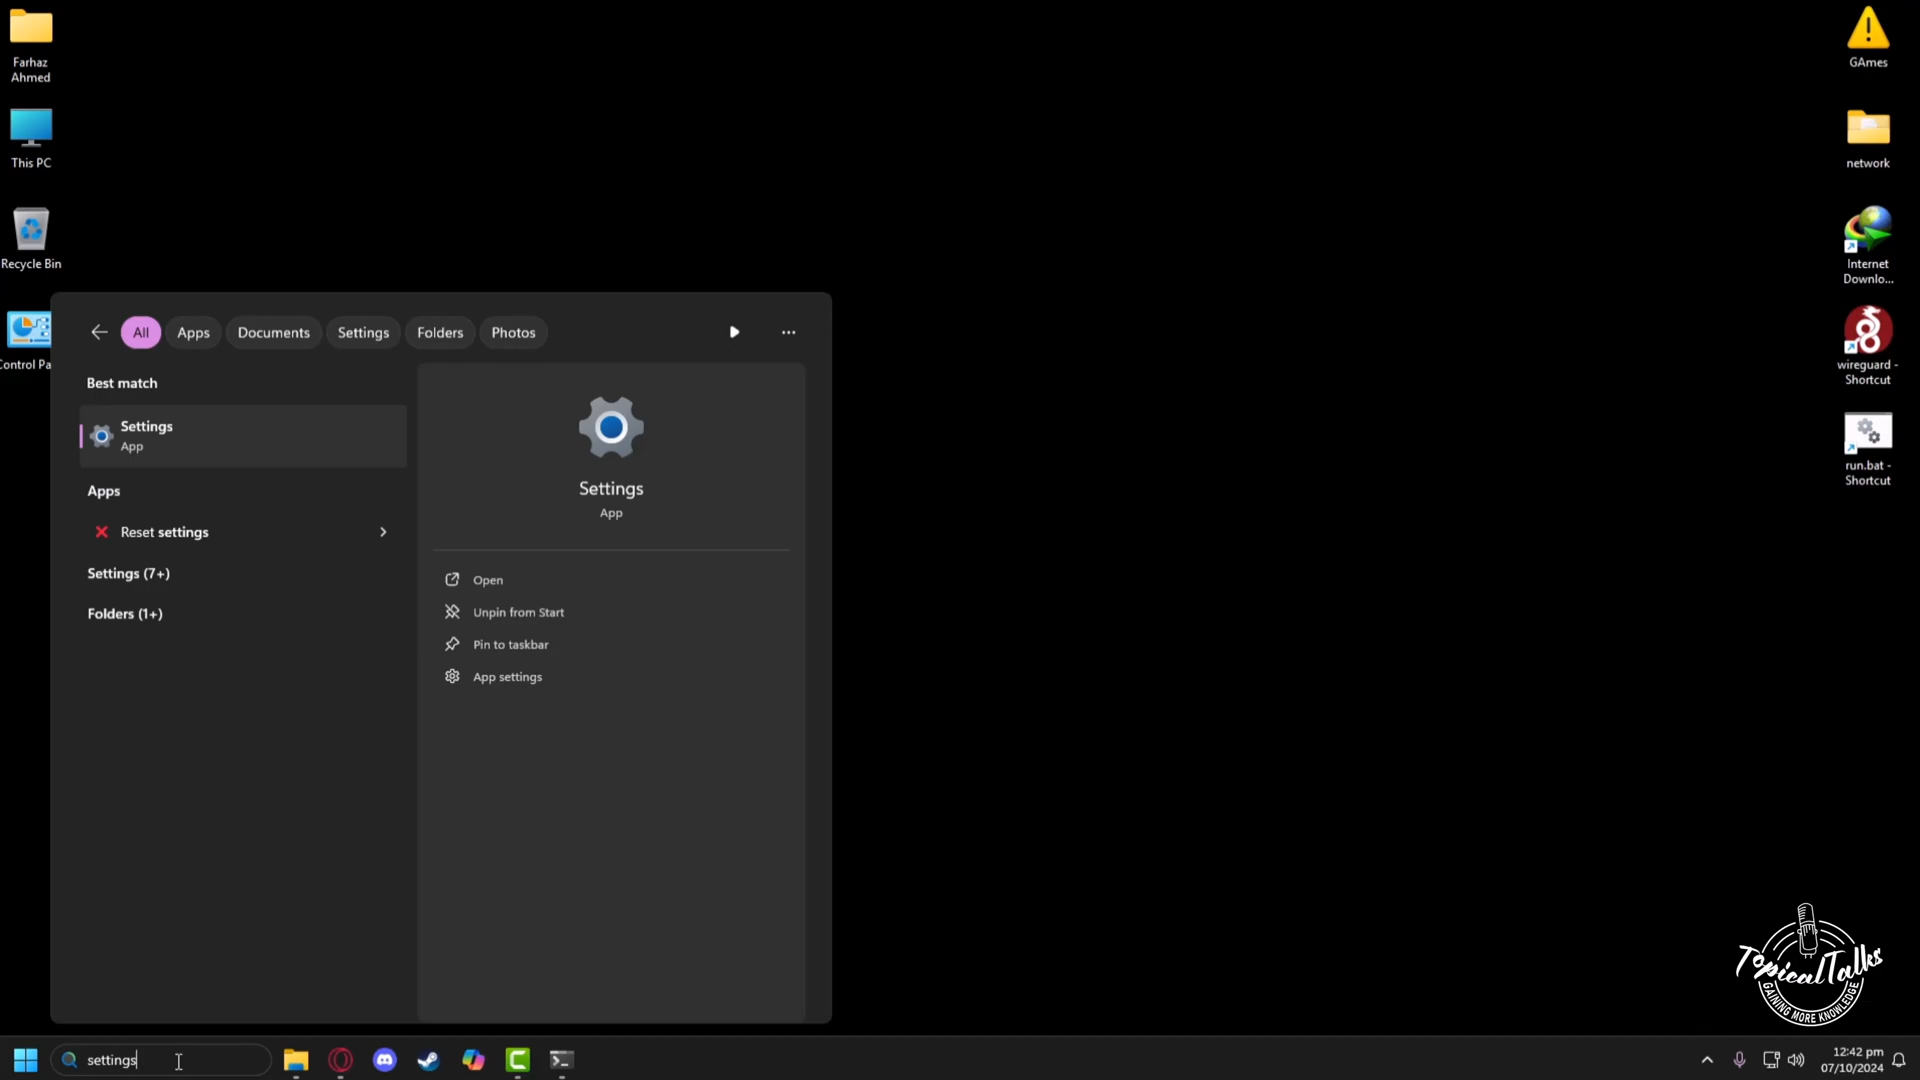 Farhaz
Ahmed
This PC
Recycle Bin
Control Pa
GAmes
network
Internet
Downlo...
wireguard -
Shortcut
run.bat -
Shortcut
All
Apps
Documents
Settings
Folders
Photos
Best match
Settings
App
Apps
Reset settings
Settings (7+)
Folders (1+)
Settings
App
Open
Unpin from Start
Pin to taskbar
App settings
TopicalTalks
GAINING MORE KNOWLEDGE
settings
12:42 pm
07/10/2024